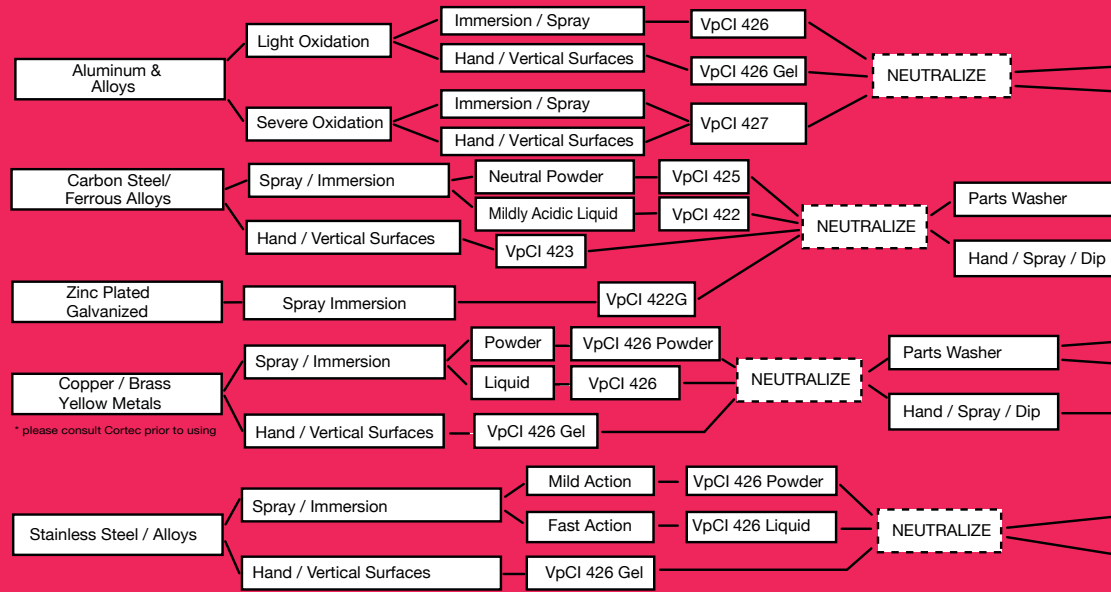 Aluminum &
Alloys
Light Oxidation
Immersion / Spray
VpCI 426
Hand / Vertical Surfaces
VpCI 426 Gel
NEUTRALIZE
Severe Oxidation
Immersion / Spray
Hand / Vertical Surfaces
VpCI 427
Carbon Steel/
Ferrous Alloys
Spray / Immersion
Neutral Powder
VpCI 425
Mildly Acidic Liquid
VpCI 422
Hand / Vertical Surfaces
VpCI 423
NEUTRALIZE
Parts Washer
Hand / Spray / Dip
Zinc Plated
Galvanized
Spray Immersion
VpCI 422G
Copper / Brass
Yellow Metals
* please consult Cortec prior to using
Spray / Immersion
Powder
VpCI 426 Powder
Liquid
VpCI 426
Hand / Vertical Surfaces
VpCI 426 Gel
NEUTRALIZE
Parts Washer
Hand / Spray / Dip
Stainless Steel / Alloys
Spray / Immersion
Mild Action
VpCI 426 Powder
Fast Action
VpCI 426 Liquid
Hand / Vertical Surfaces
VpCI 426 Gel
NEUTRALIZE